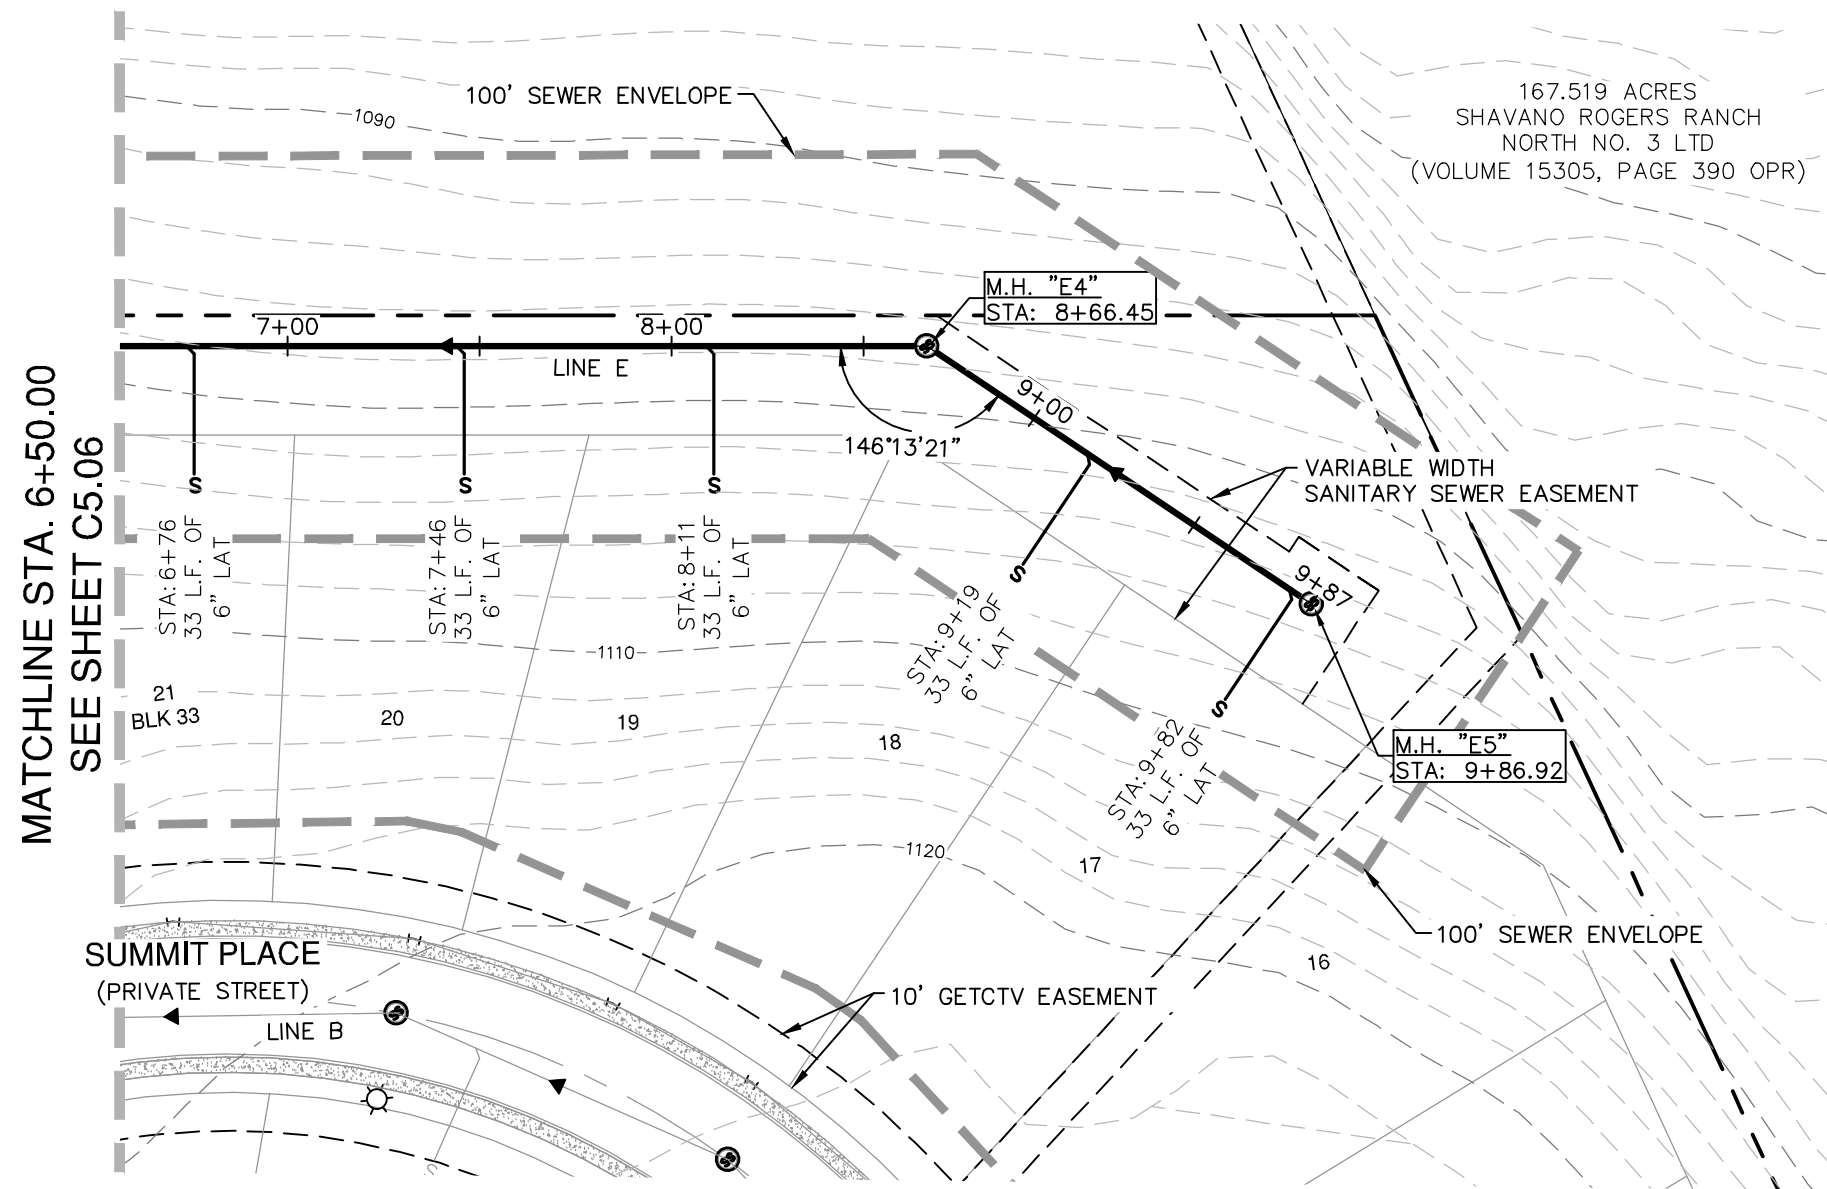 100' SEWER ENVELOPE
1090
167.519 ACRES
SHAVANO ROGERS RANCH
NORTH NO. 3 LTD
(VOLUME 15305, PAGE 390 OPR)
M.H. "E4"
STA: 8+66.45
7+00
8+00
LINE E
9+00
146°13'21"
VARIABLE WIDTH
SANITARY SEWER EASEMENT
MATCHLINE STA. 6+50.00
SEE SHEET C5.06
S
S
S
S
S
STA: 6+76
33 L.F. OF
6" LAT
STA: 7+46
33 L.F. OF
6" LAT
STA: 8+11
33 L.F. OF
6" LAT
STA: 9+19
33 L.F. OF
6" LAT
9+87
STA: 9+82
33 L.F. OF
6" LAT
1110
21
BLK 33
20
19
18
M.H. "E5"
STA: 9+86.92
1120
17
16
100' SEWER ENVELOPE
SUMMIT PLACE
(PRIVATE STREET)
LINE B
10' GETCTV EASEMENT